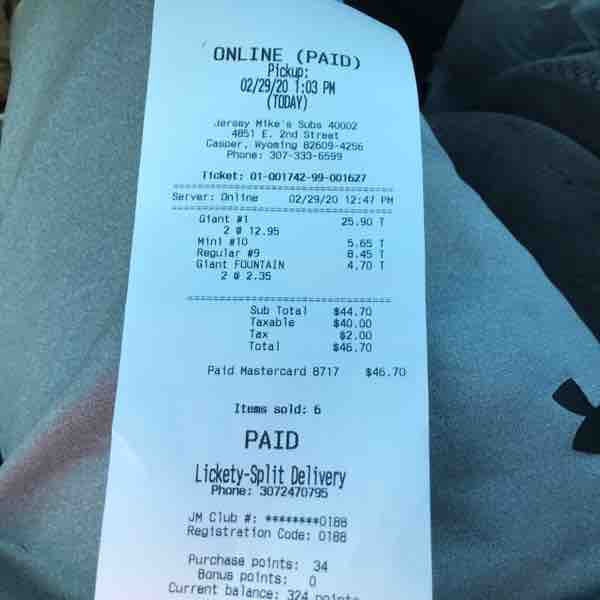 ONLINE (PAID)
Pickup:
02/29/20 1:03 PM
(TODAY)
Jersey Mike's Subs 40002
4851 E. 2nd Street
Casper, Wyoming 82609-4256
Phone: 307-333-6599
Ticket: 01-001742-99-001627
Server: Online 02/29/20 12:47 PM
Giant #1 25.90 T
2 @ 12.95
Mini #10 5.65 T
Regular #9 8.45 T
Giant FOUNTAIN 4.70 T
2 @ 2.35
Sub Total $44.70
Taxable $40.00
Tax $2.00
Total $46.70
Paid Mastercard 8717 $46.70
Items sold: 6
PAID
Lickety-Split Delivery
Phone: 3072470795
JM Club #: ********0188
Registration Code: 0188
Purchase points: 34
Bonus points: 0
Current balance: 324 points